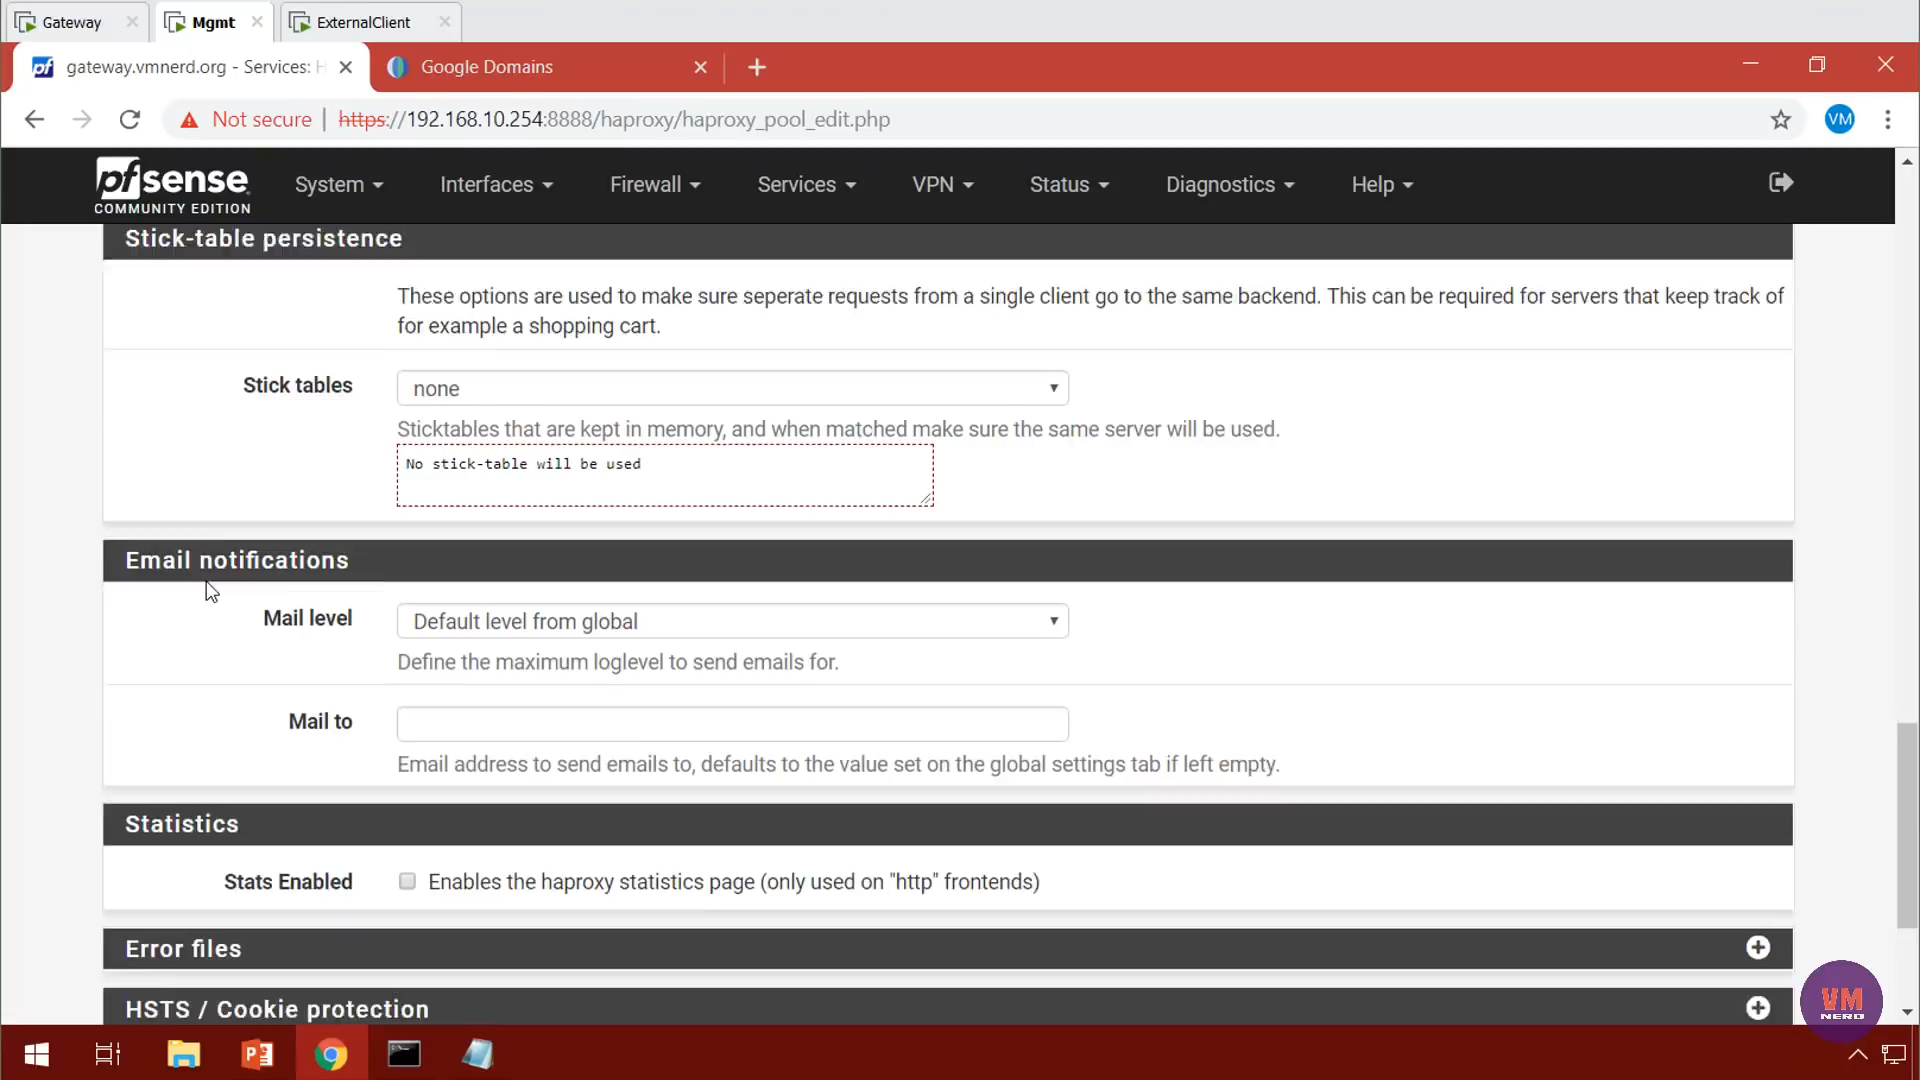 Gateway
Mgmt
ExternalClient
pf gateway.vmnerd.org - Services: H
Google Domains
Not secure | https://192.168.10.254:8888/haproxy/haproxy_pool_edit.php
VM
pfsense
COMMUNITY EDITION
System Interfaces Firewall Services VPN Status Diagnostics Help
Stick-table persistence
These options are used to make sure seperate requests from a single client go to the same backend. This can be required for servers that keep track of
for example a shopping cart.
Stick tables
none
Sticktables that are kept in memory, and when matched make sure the same server will be used.
No stick-table will be used
Email notifications
Mail level
Default level from global
Define the maximum loglevel to send emails for.
Mail to
Email address to send emails to, defaults to the value set on the global settings tab if left empty.
Statistics
Stats Enabled
Enables the haproxy statistics page (only used on "http" frontends)
Error files
HSTS / Cookie protection
VM
NERD